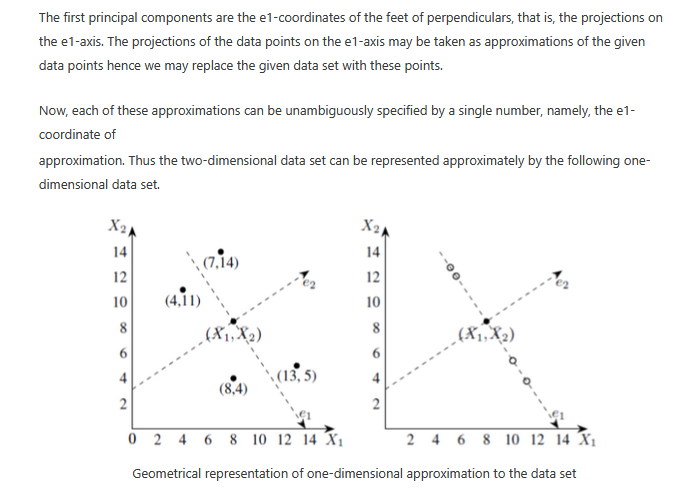 The first principal components are the e1-coordinates of the feet of perpendiculars, that is, the projections on
the e1-axis. The projections of the data points on the e1-axis may be taken as approximations of the given
data points hence we may replace the given data set with these points.
Now, each of these approximations can be unambiguously specified by a single number, namely, the e1-
coordinate of
approximation. Thus the two-dimensional data set can be represented approximately by the following one-
dimensional data set.
X2
14
(7,14)
12
e2
10
(4,11)
8
(X1, X2)
6
4
(13, 5)
(8,4)
2
e1
0 2 4 6 8 10 12 14 X1
X2
14
12
e2
10
8
(X1, X2)
6
4
2
e1
2 4 6 8 10 12 14 X1
Geometrical representation of one-dimensional approximation to the data set